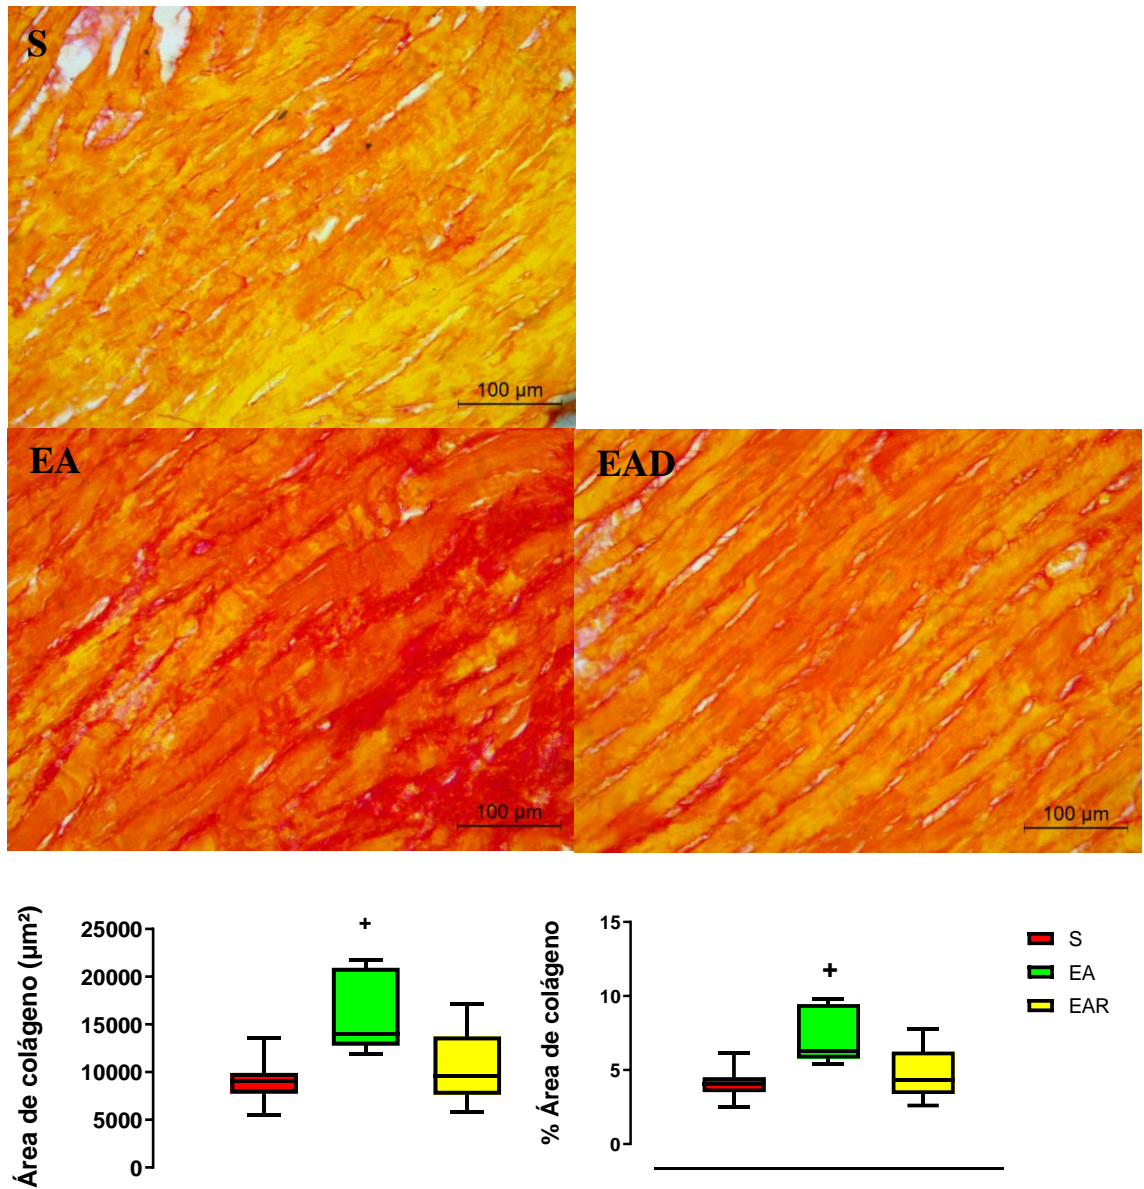 S
100 µm
EA
100 µm
EAD
100 µm
Área de colágeno (µm²)
25000
20000
15000
10000
5000
0
+
% Área de colágeno
15
10
5
0
+
S
EA
EAR